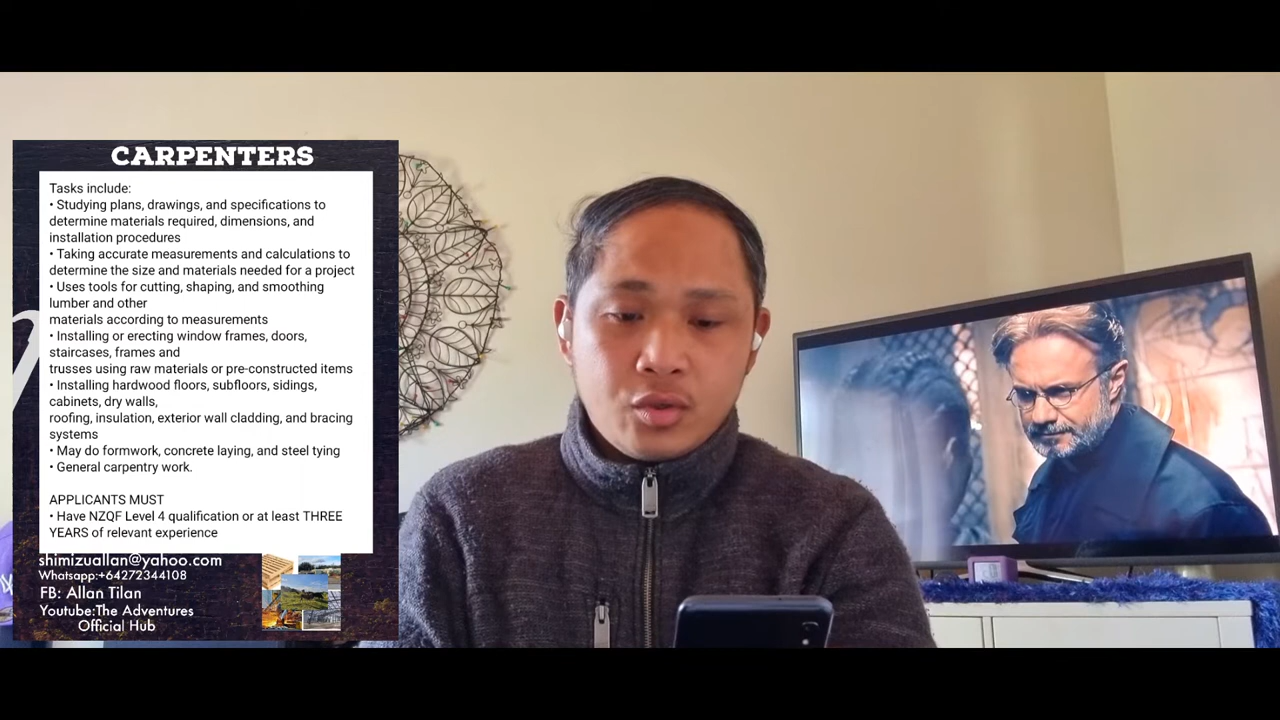 CARPENTERS
Tasks include:
• Studying plans, drawings, and specifications to
determine materials required, dimensions, and
installation procedures
• Taking accurate measurements and calculations to
determine the size and materials needed for a project
• Uses tools for cutting, shaping, and smoothing
lumber and other
materials according to measurements
• Installing or erecting window frames, doors,
staircases, frames and
trusses using raw materials or pre-constructed items
• Installing hardwood floors, subfloors, sidings,
cabinets, dry walls,
roofing, insulation, exterior wall cladding, and bracing
systems
• May do formwork, concrete laying, and steel tying
• General carpentry work.
APPLICANTS MUST
• Have NZQF Level 4 qualification or at least THREE
YEARS of relevant experience
shimizuallan@yahoo.com
Whatsapp:+64272344108
FB: Allan Tilan
Youtube:The Adventures
Official Hub